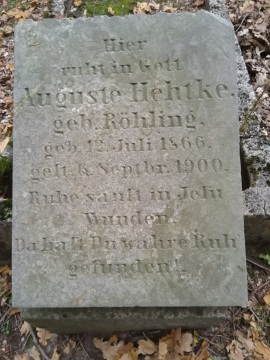 Hier
ruht in Gott
Auguste Hehtke,
geb. Röhling,
geb. 12. Juli 1866.
gest. 6. Septbr. 1900.
Ruhe sanft in Jesu
Wunden,
Da hast Du wahre Ruh
gefunden.